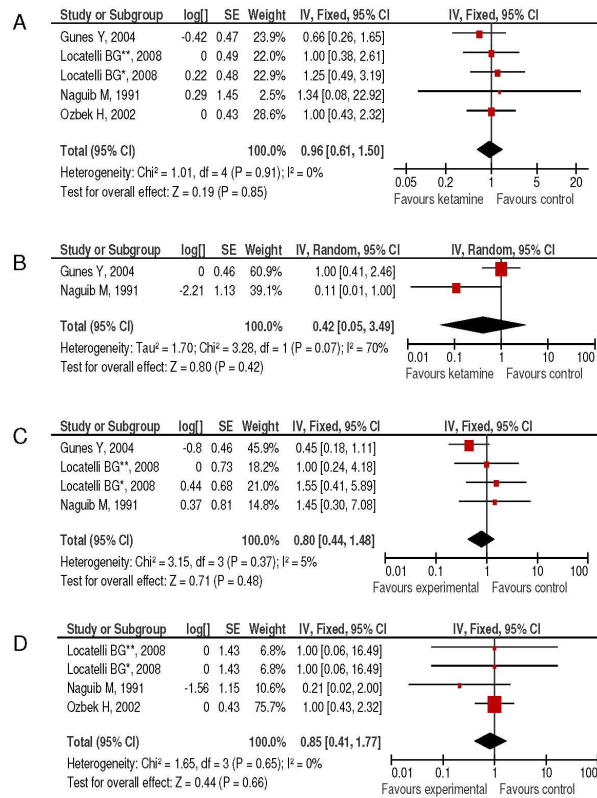 A
Study or Subgroup log[] SE Weight IV, Fixed, 95% CI IV, Fixed, 95% CI
Gunes Y, 2004 -0.42 0.47 23.9% 0.66 [0.26, 1.65]
Locatelli BG**, 2008 0 0.49 22.0% 1.00 [0.38, 2.61]
Locatelli BG*, 2008 0.22 0.48 22.9% 1.25 [0.49, 3.19]
Naguib M, 1991 0.29 1.45 2.5% 1.34 [0.08, 22.92]
Ozbek H, 2002 0 0.43 28.6% 1.00 [0.43, 2.32]
Total (95% CI) 100.0% 0.96 [0.61, 1.50]
Heterogeneity: Chi² = 1.01, df = 4 (P = 0.91); I² = 0%
Test for overall effect: Z = 0.19 (P = 0.85)
0.05 0.2 1 5 20
Favours ketamine Favours control
B
Study or Subgroup log[] SE Weight IV, Random, 95% CI IV, Random, 95% CI
Gunes Y, 2004 0 0.46 60.9% 1.00 [0.41, 2.46]
Naguib M, 1991 -2.21 1.13 39.1% 0.11 [0.01, 1.00]
Total (95% CI) 100.0% 0.42 [0.05, 3.49]
Heterogeneity: Tau² = 1.70; Chi² = 3.28, df = 1 (P = 0.07); I² = 70%
Test for overall effect: Z = 0.80 (P = 0.42)
0.01 0.1 1 10 100
Favours ketamine Favours control
C
Study or Subgroup log[] SE Weight IV, Fixed, 95% CI IV, Fixed, 95% CI
Gunes Y, 2004 -0.8 0.46 45.9% 0.45 [0.18, 1.11]
Locatelli BG**, 2008 0 0.73 18.2% 1.00 [0.24, 4.18]
Locatelli BG*, 2008 0.44 0.68 21.0% 1.55 [0.41, 5.89]
Naguib M, 1991 0.37 0.81 14.8% 1.45 [0.30, 7.08]
Total (95% CI) 100.0% 0.80 [0.44, 1.48]
Heterogeneity: Chi² = 3.15, df = 3 (P = 0.37); I² = 5%
Test for overall effect: Z = 0.71 (P = 0.48)
0.01 0.1 1 10 100
Favours experimental Favours control
D
Study or Subgroup log[] SE Weight IV, Fixed, 95% CI IV, Fixed, 95% CI
Locatelli BG**, 2008 0 1.43 6.8% 1.00 [0.06, 16.49]
Locatelli BG*, 2008 0 1.43 6.8% 1.00 [0.06, 16.49]
Naguib M, 1991 -1.56 1.15 10.6% 0.21 [0.02, 2.00]
Ozbek H, 2002 0 0.43 75.7% 1.00 [0.43, 2.32]
Total (95% CI) 100.0% 0.85 [0.41, 1.77]
Heterogeneity: Chi² = 1.65, df = 3 (P = 0.65); I² = 0%
Test for overall effect: Z = 0.44 (P = 0.66)
0.01 0.1 1 10 100
Favours experimental Favours control